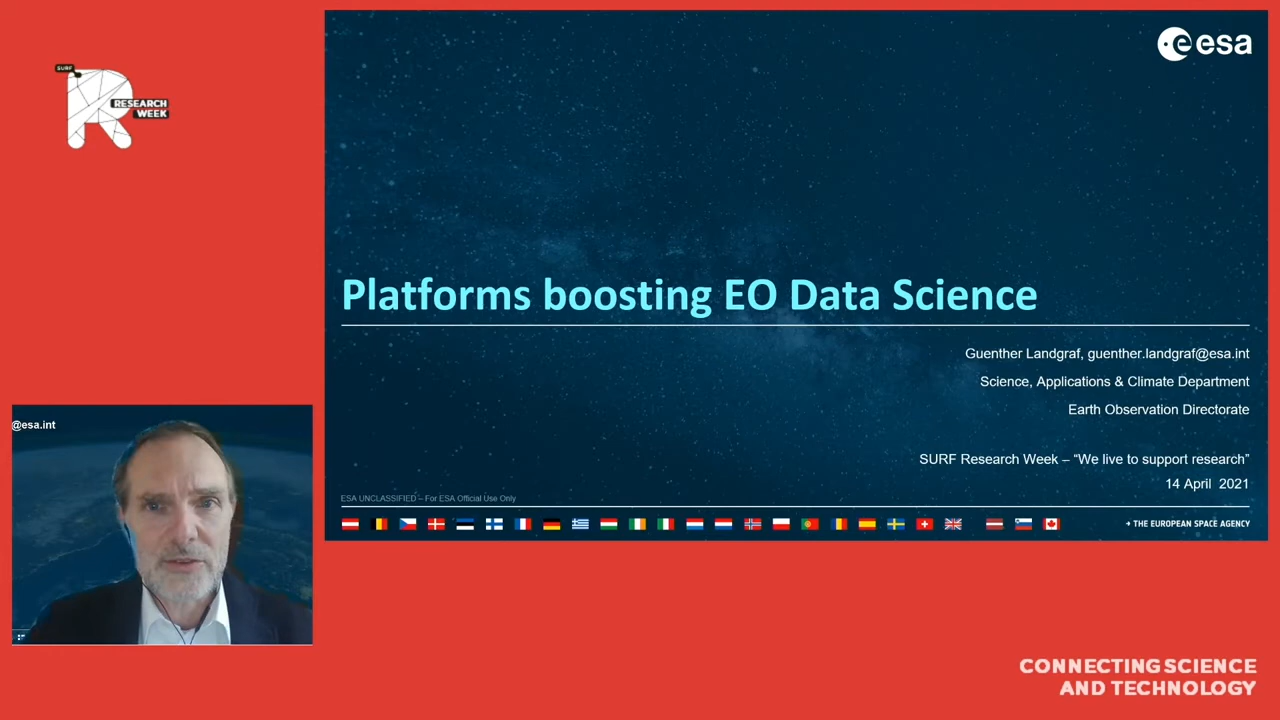 SURF
RESEARCH
WEEK
esa
Platforms boosting EO Data Science
Guenther Landgraf, guenther.landgraf@esa.int
Science, Applications & Climate Department
Earth Observation Directorate
SURF Research Week – “We live to support research”
14 April 2021
ESA UNCLASSIFIED – For ESA Official Use Only
→ THE EUROPEAN SPACE AGENCY
@esa.int
CONNECTING SCIENCE
AND TECHNOLOGY